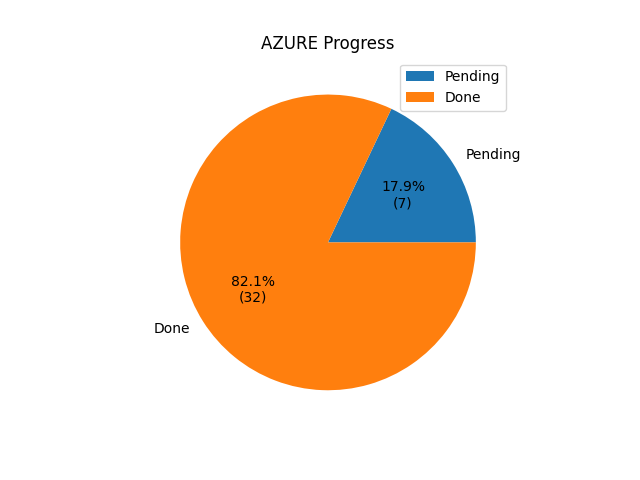 AZURE Progress
Pending
Done
Pending
17.9%
(7)
82.1%
(32)
Done